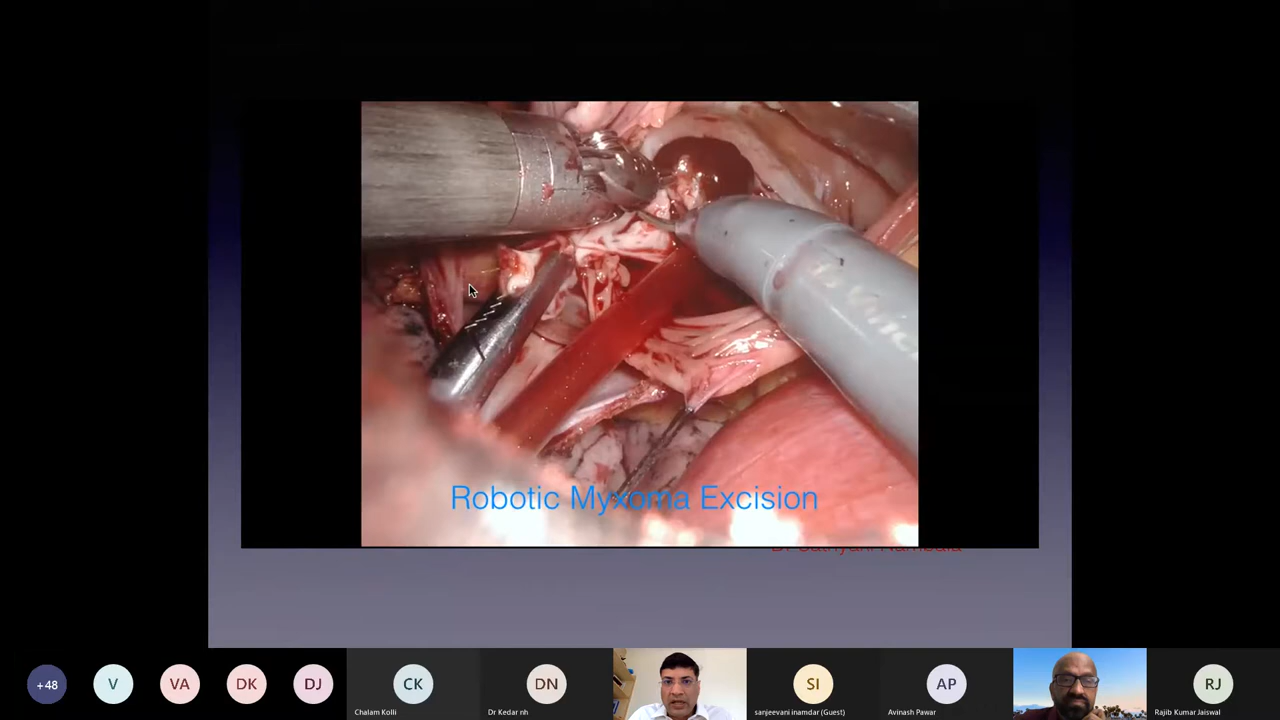 Robotic Myxoma Excision
+48
V
VA
DK
DJ
CK
DN
SI
AP
RJ
Chalam Kolli
Dr Kedar nh
sanjeevani inamdar (Guest)
Avinash Pawar
Rajib Kumar Jaiswal